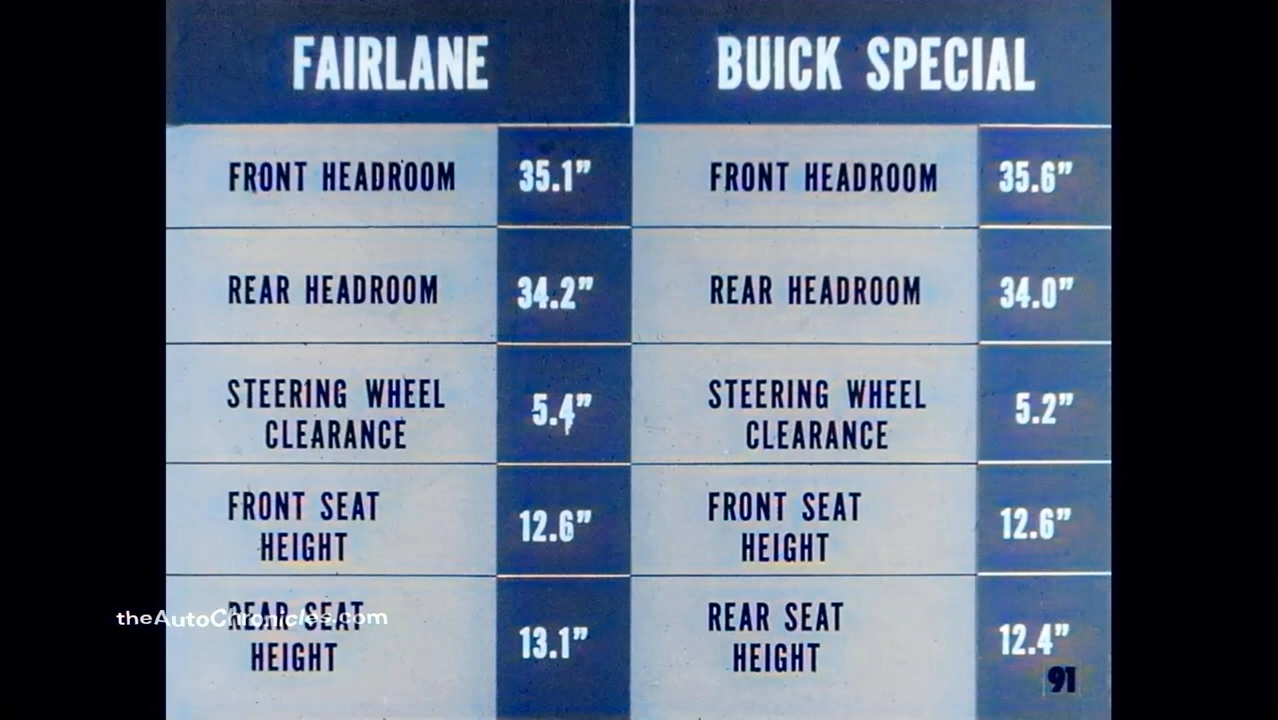 FAIRLANE BUICK SPECIAL
FRONT HEADROOM 35.1” FRONT HEADROOM 35.6”
REAR HEADROOM 34.2” REAR HEADROOM 34.0”
STEERING WHEEL CLEARANCE 5.4” STEERING WHEEL CLEARANCE 5.2”
FRONT SEAT HEIGHT 12.6” FRONT SEAT HEIGHT 12.6”
REAR SEAT HEIGHT 13.1” REAR SEAT HEIGHT 12.4”
theAutoChronicles.com
91